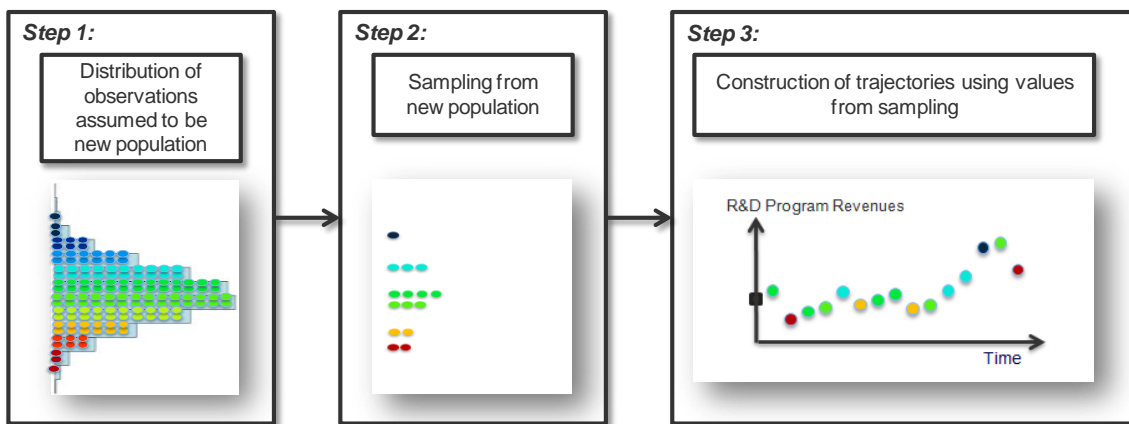 Step 1:
Distribution of
observations
assumed to be
new population
Step 2:
Sampling from
new population
Step 3:
Construction of trajectories using values
from sampling
R&D Program Revenues
Time